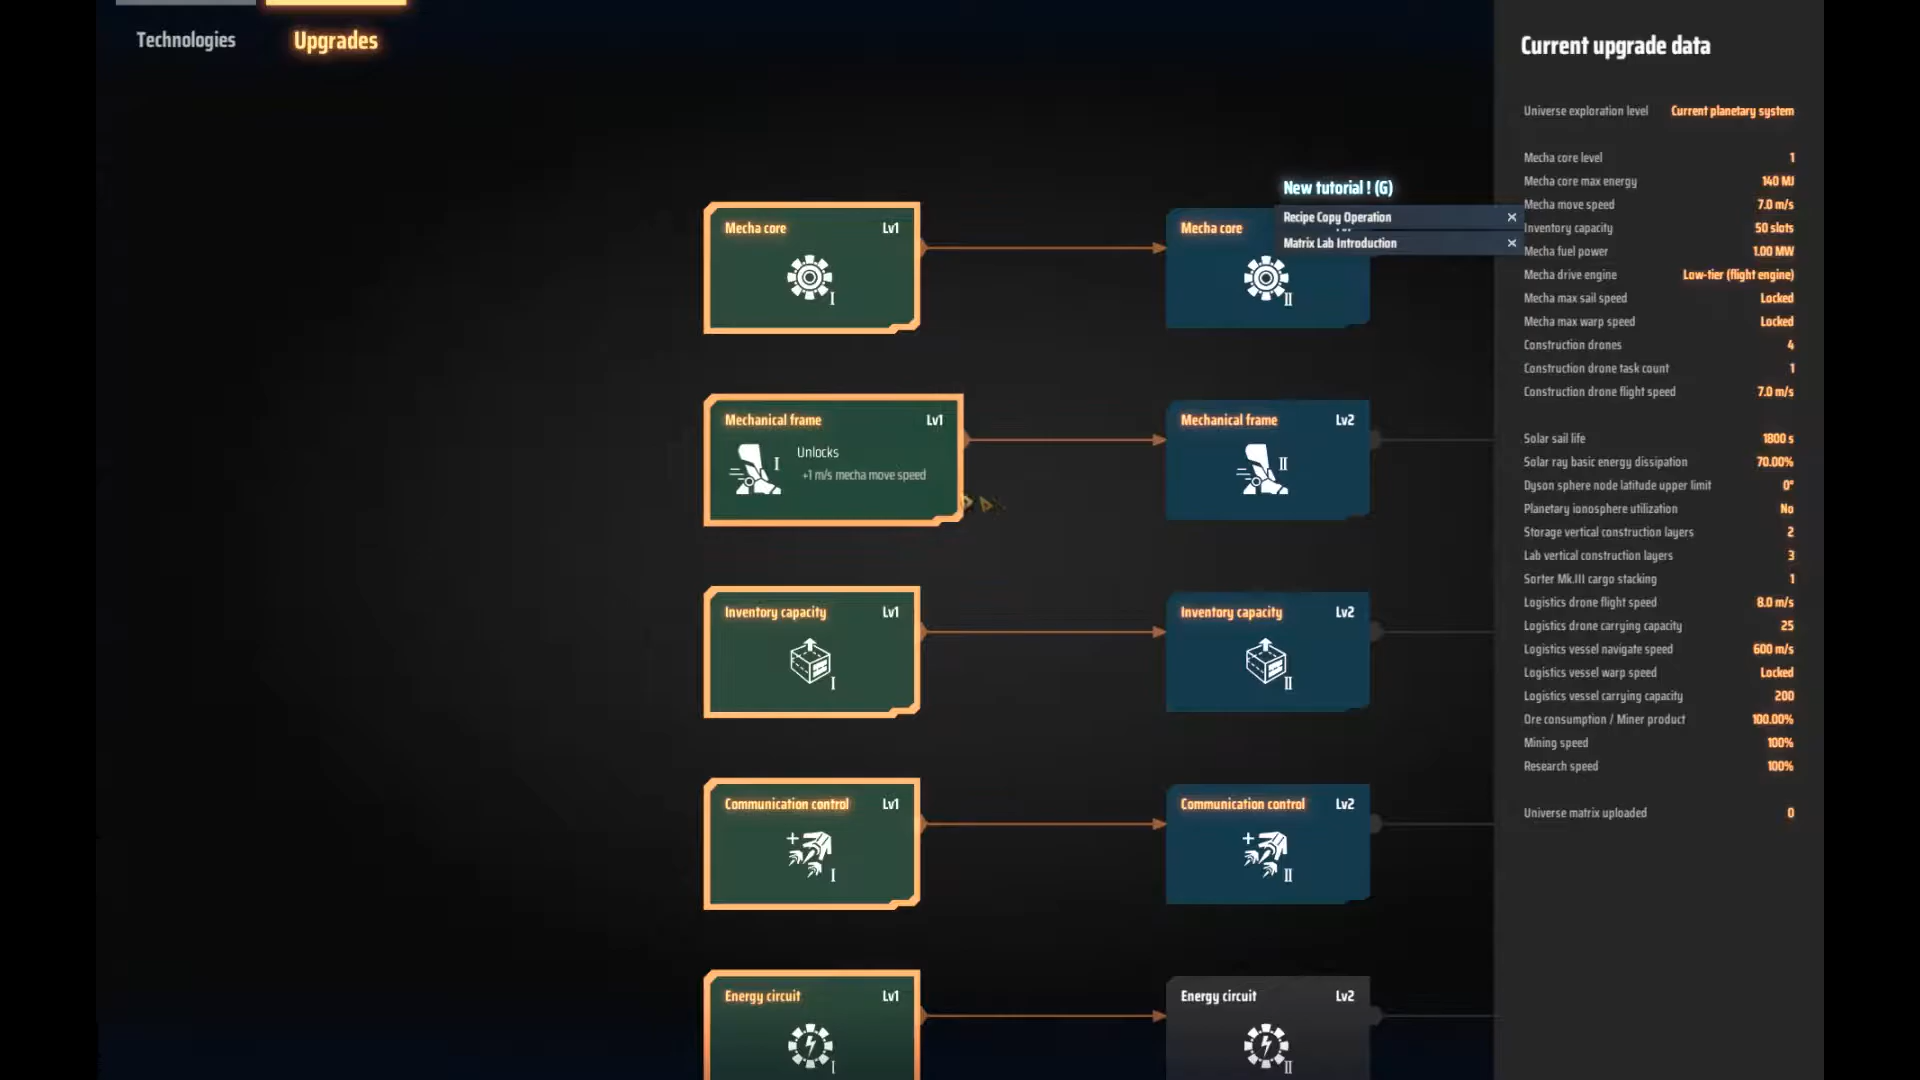 Technologies
Upgrades
Current upgrade data
Universe exploration level Current planetary system
Mecha core level 1
Mecha core max energy 140 MJ
Mecha move speed 7.0 m/s
Inventory capacity 50 slots
Mecha fuel power 1.00 MW
Mecha drive engine Low-tier (flight engine)
Mecha max sail speed Locked
Mecha max warp speed Locked
Construction drones 4
Construction drone task count 1
Construction drone flight speed 7.0 m/s
Solar sail life 1800 s
Solar ray basic energy dissipation 70.00%
Dyson sphere node latitude upper limit 0°
Planetary ionosphere utilization No
Storage vertical construction layers 2
Lab vertical construction layers 3
Sorter Mk.III cargo stacking 1
Logistics drone flight speed 8.0 m/s
Logistics drone carrying capacity 25
Logistics vessel navigate speed 600 m/s
Logistics vessel warp speed Locked
Logistics vessel carrying capacity 200
Ore consumption / Miner product 100.00%
Mining speed 100%
Research speed 100%
Universe matrix uploaded 0
New tutorial ! (G)
Recipe Copy Operation
Matrix Lab Introduction
Mecha core Lv1
I
Mecha core
II
Mechanical frame Lv1
I
Unlocks
+1 m/s mecha move speed
Mechanical frame Lv2
II
Inventory capacity Lv1
I
Inventory capacity Lv2
II
Communication control Lv1
I
Communication control Lv2
II
Energy circuit Lv1
I
Energy circuit Lv2
II